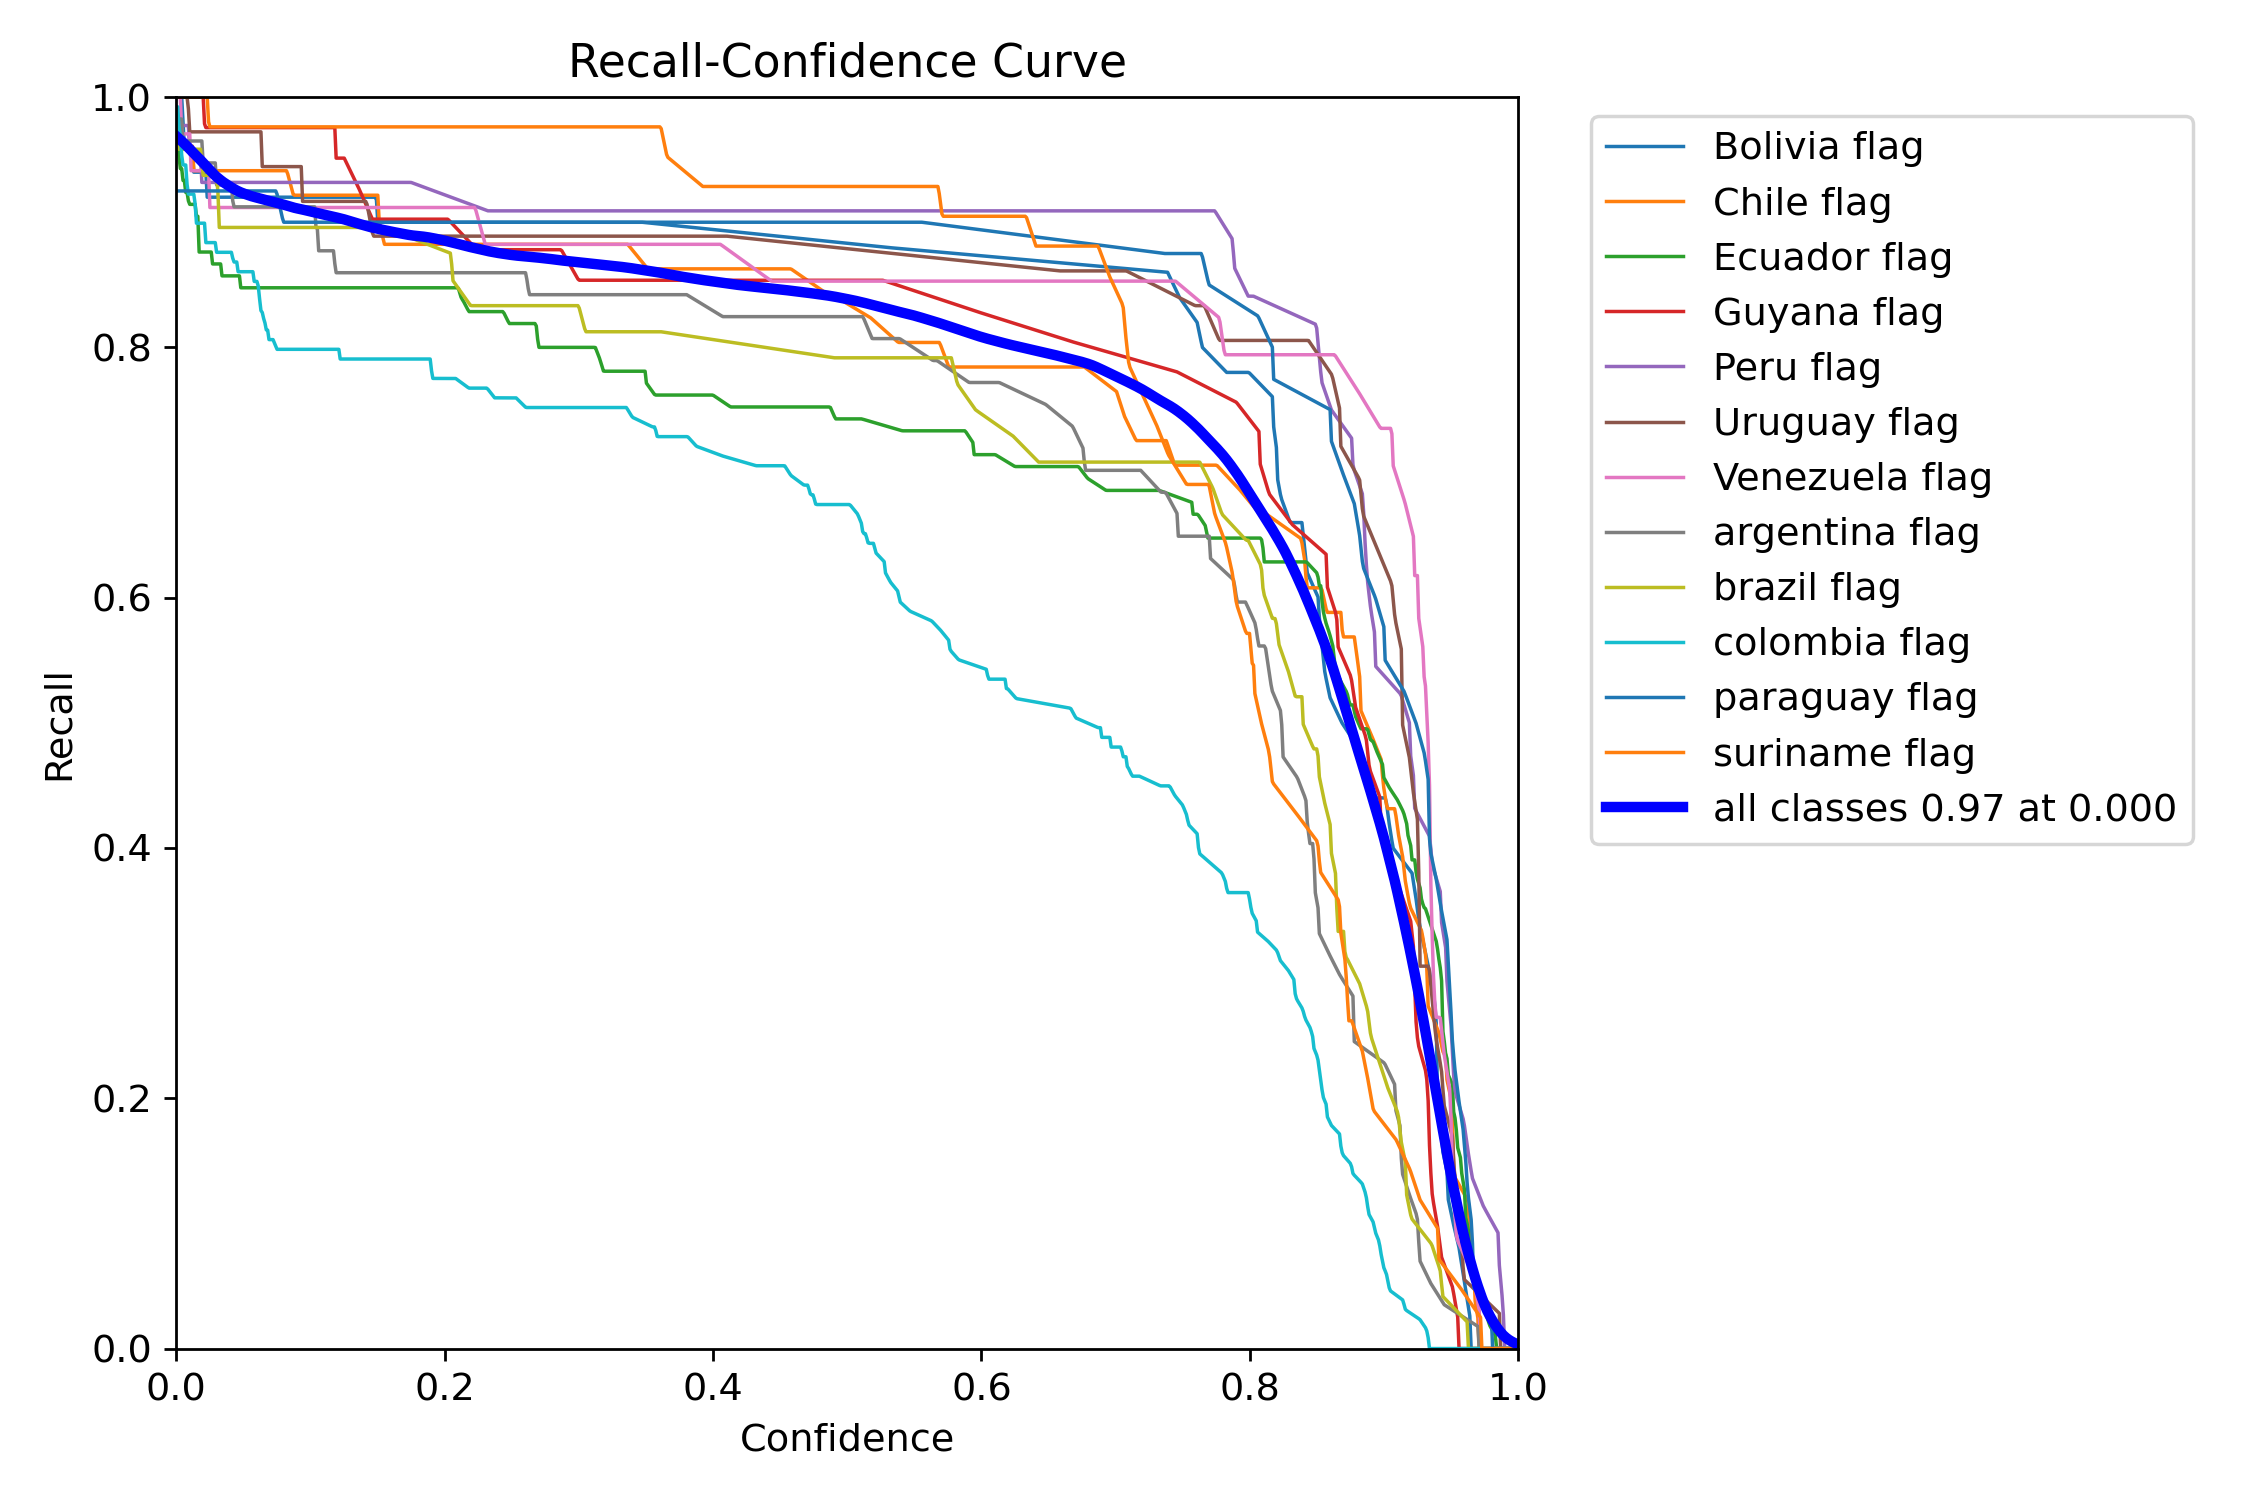 Recall-Confidence Curve
1.0
0.8
0.6
0.4
0.2
0.0
Recall
0.0 0.2 0.4 0.6 0.8 1.0
Confidence
Bolivia flag
Chile flag
Ecuador flag
Guyana flag
Peru flag
Uruguay flag
Venezuela flag
argentina flag
brazil flag
colombia flag
paraguay flag
suriname flag
all classes 0.97 at 0.000